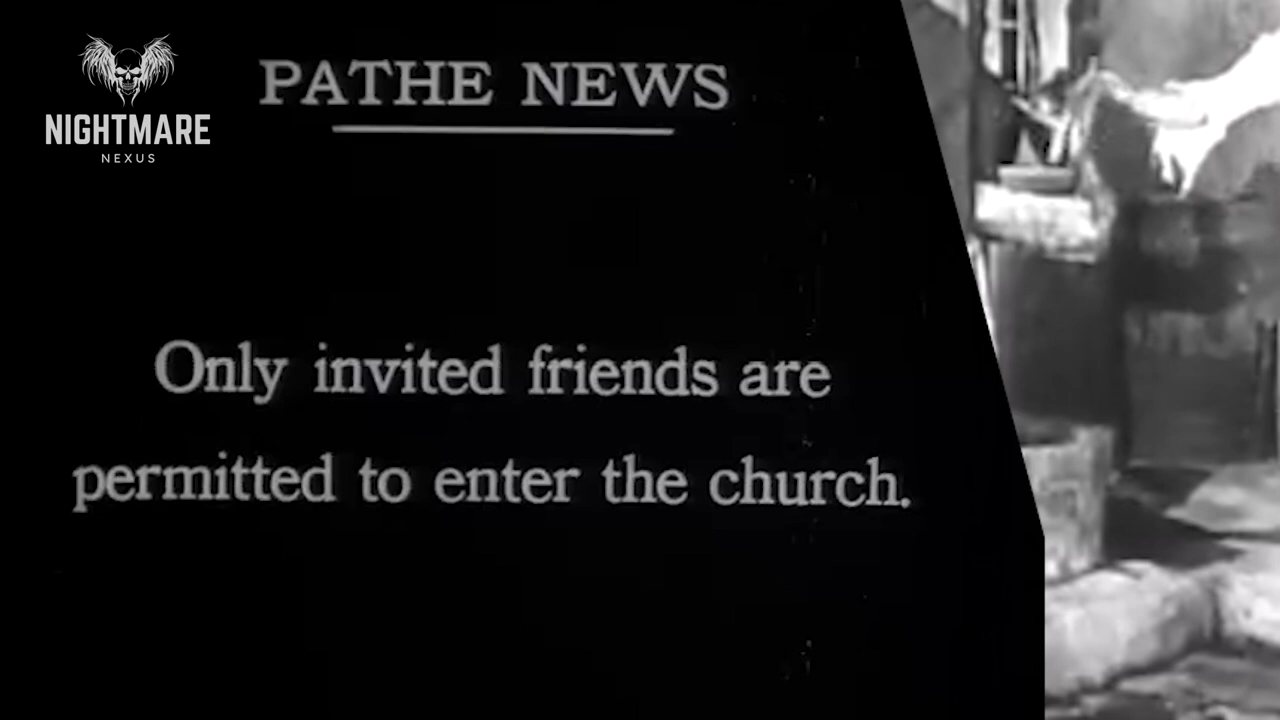 NIGHTMARE
NEXUS
PATHE NEWS
Only invited friends are
permitted to enter the church.